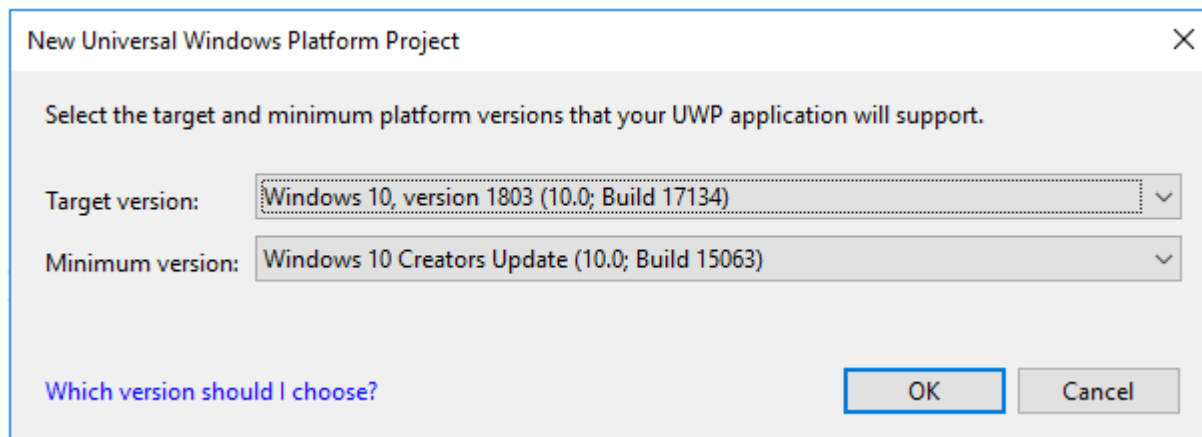 New Universal Windows Platform Project
Select the target and minimum platform versions that your UWP application will support.
Target version: Windows 10, version 1803 (10.0; Build 17134)
Minimum version: Windows 10 Creators Update (10.0; Build 15063)
Which version should I choose? OK Cancel